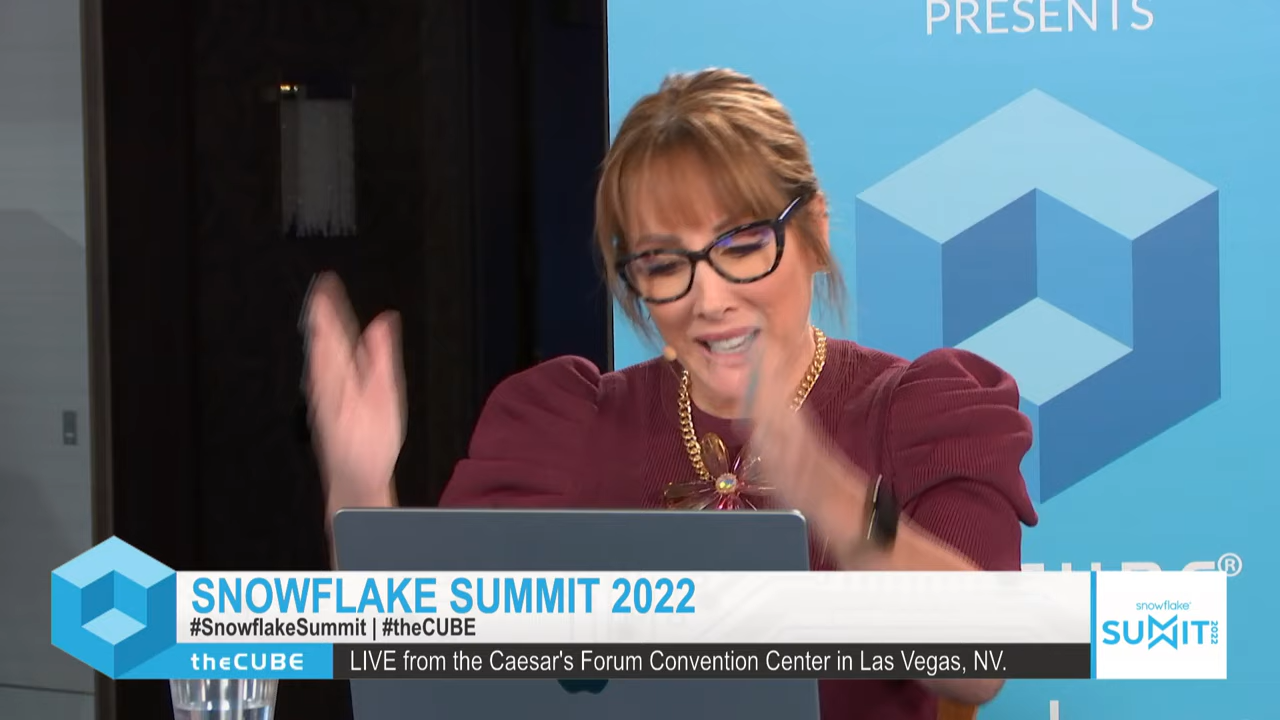 PRESENTS
SNOWFLAKE SUMMIT 2022
#SnowflakeSummit | #theCUBE
theCUBE
LIVE from the Caesar's Forum Convention Center in Las Vegas, NV.
snowflake
SUMMIT 2022
®